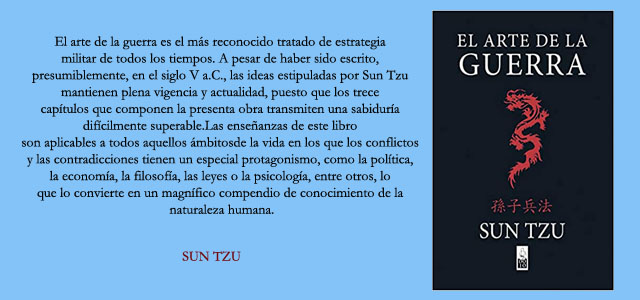 El arte de la guerra es el más reconocido tratado de estrategia
militar de todos los tiempos. A pesar de haber sido escrito,
presumiblemente, en el siglo V a.C., las ideas estipuladas por Sun Tzu
mantienen plena vigencia y actualidad, puesto que los trece
capítulos que componen la presenta obra transmiten una sabiduría
difícilmente superable.Las enseñanzas de este libro
son aplicables a todos aquellos ámbitosde la vida en los que los conflictos
y las contradicciones tienen un especial protagonismo, como la política,
la economía, la filosofía, las leyes o la psicología, entre otros, lo
que lo convierte en un magnífico compendio de conocimiento de la
naturaleza humana.
SUN TZU
EL ARTE DE LA
GUERRA
孫子兵法
SUN TZU